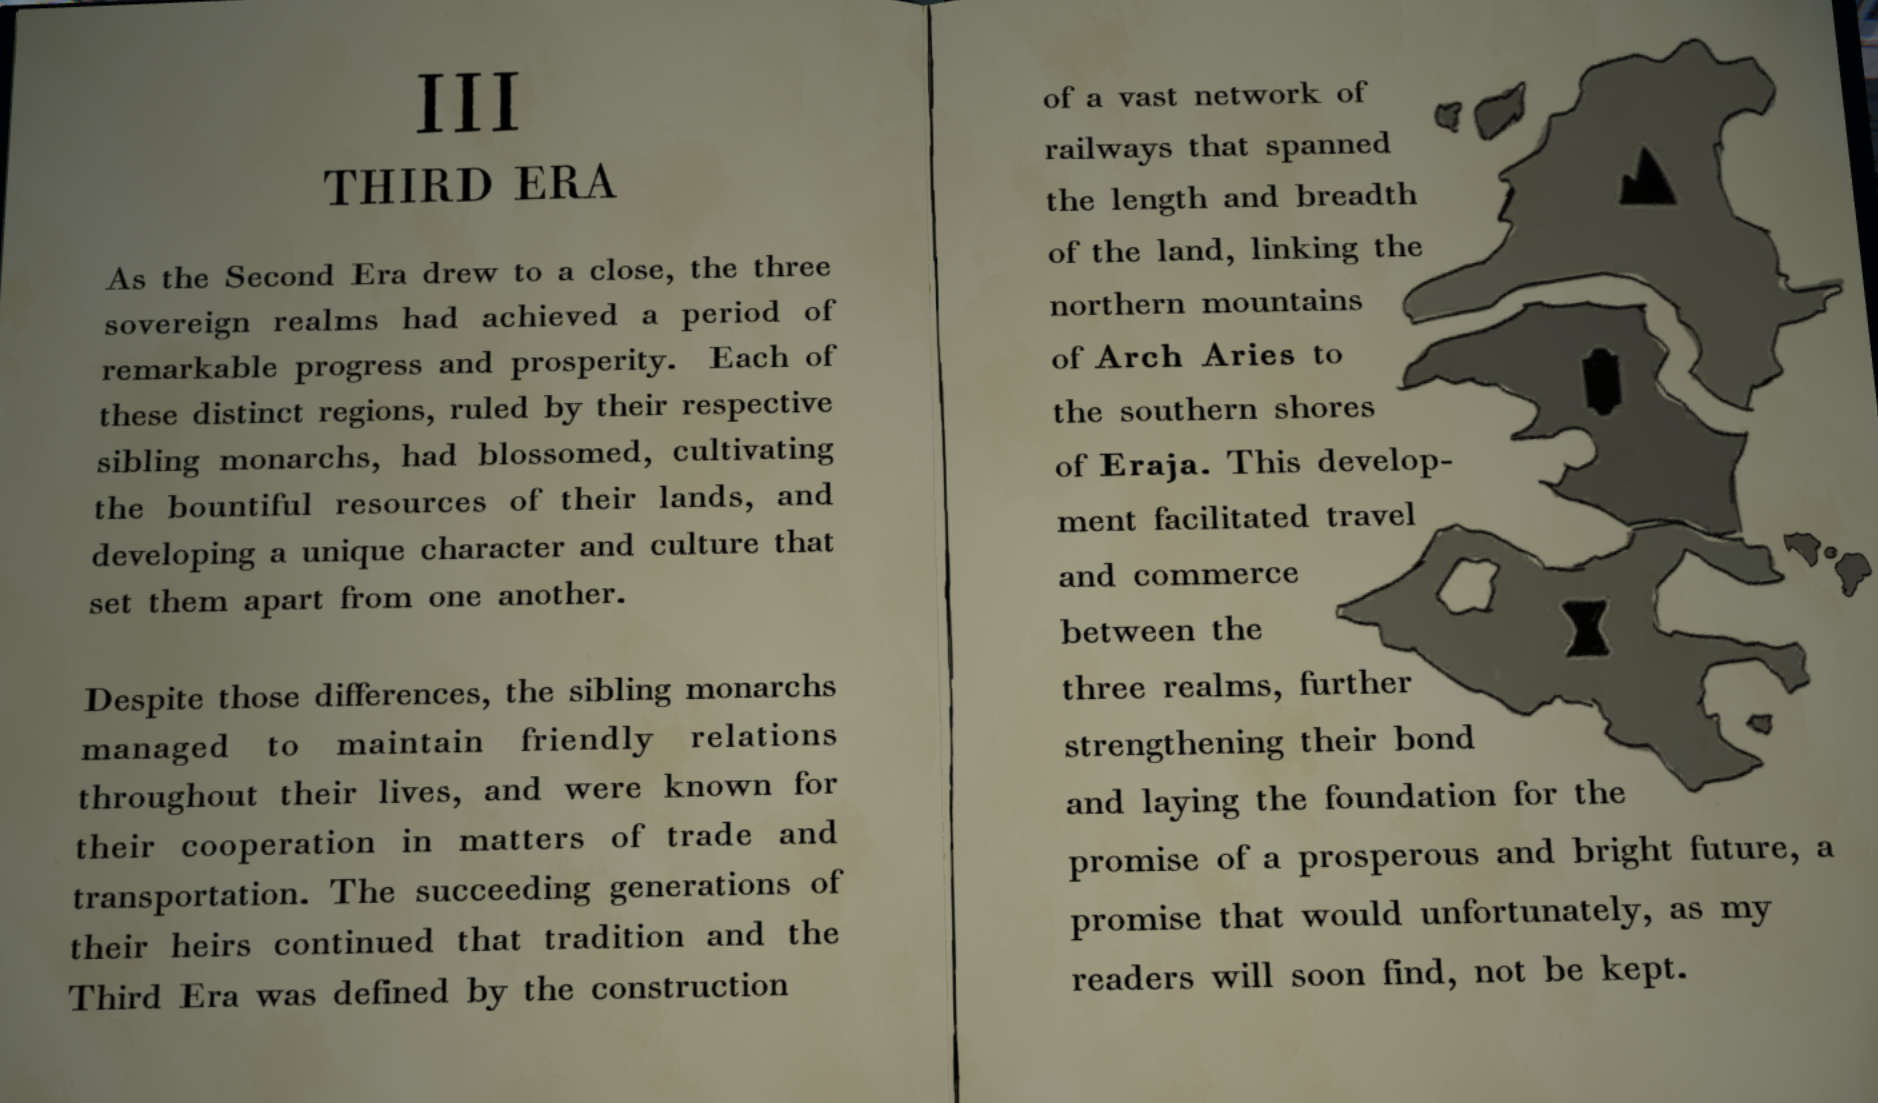 III
THIRD ERA
As the Second Era drew to a close, the three
sovereign realms had achieved a period of
remarkable progress and prosperity. Each of
these distinct regions, ruled by their respective
sibling monarchs, had blossomed, cultivating
the bountiful resources of their lands, and
developing a unique character and culture that
set them apart from one another.
Despite those differences, the sibling monarchs
managed to maintain friendly relations
throughout their lives, and were known for
their cooperation in matters of trade and
transportation. The succeeding generations of
their heirs continued that tradition and the
Third Era was defined by the construction
of a vast network of
railways that spanned
the length and breadth
of the land, linking the
northern mountains
of Arch Aries to
the southern shores
of Eraja. This develop-
ment facilitated travel
and commerce
between the
three realms, further
strengthening their bond
and laying the foundation for the
promise of a prosperous and bright future, a
promise that would unfortunately, as my
readers will soon find, not be kept.